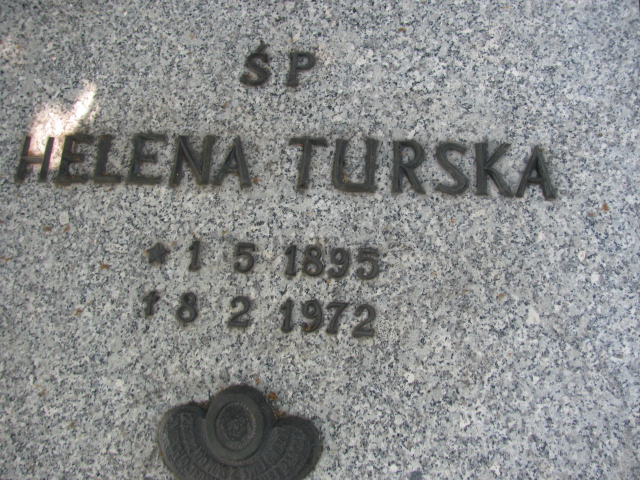 ŚP
HELENA TURSKA
* 1 5 1895
† 8 2 1972